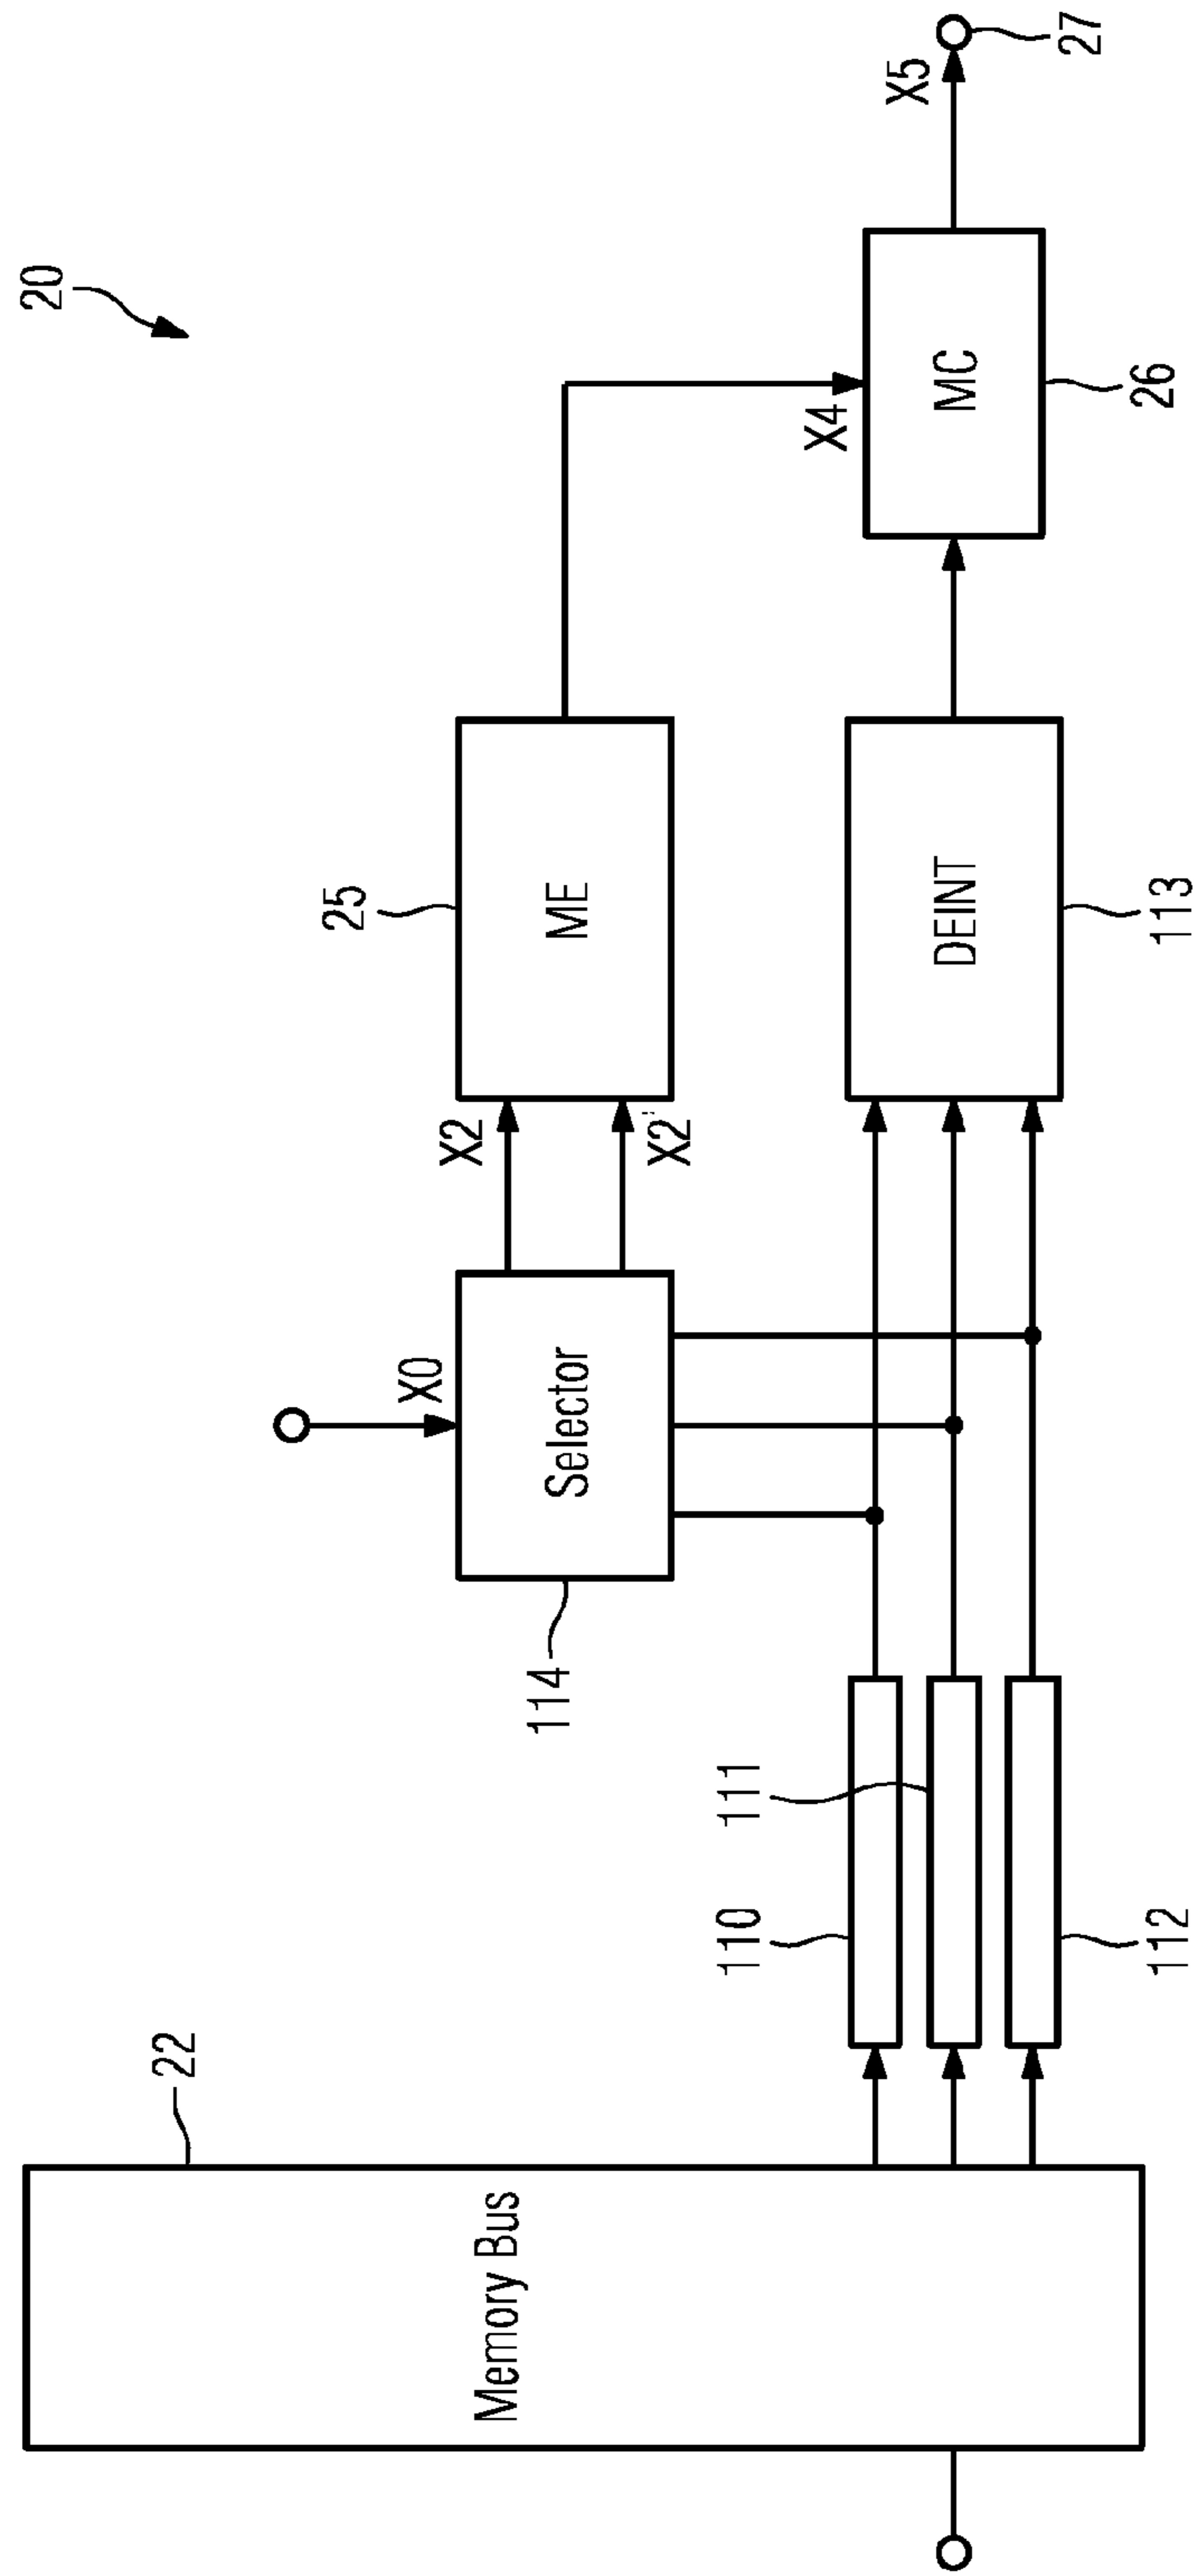 20
22
Memory Bus
110
111
112
114
Selector
X0
X2
X2"
25
ME
DEINT
113
X4
MC
26
X5
27